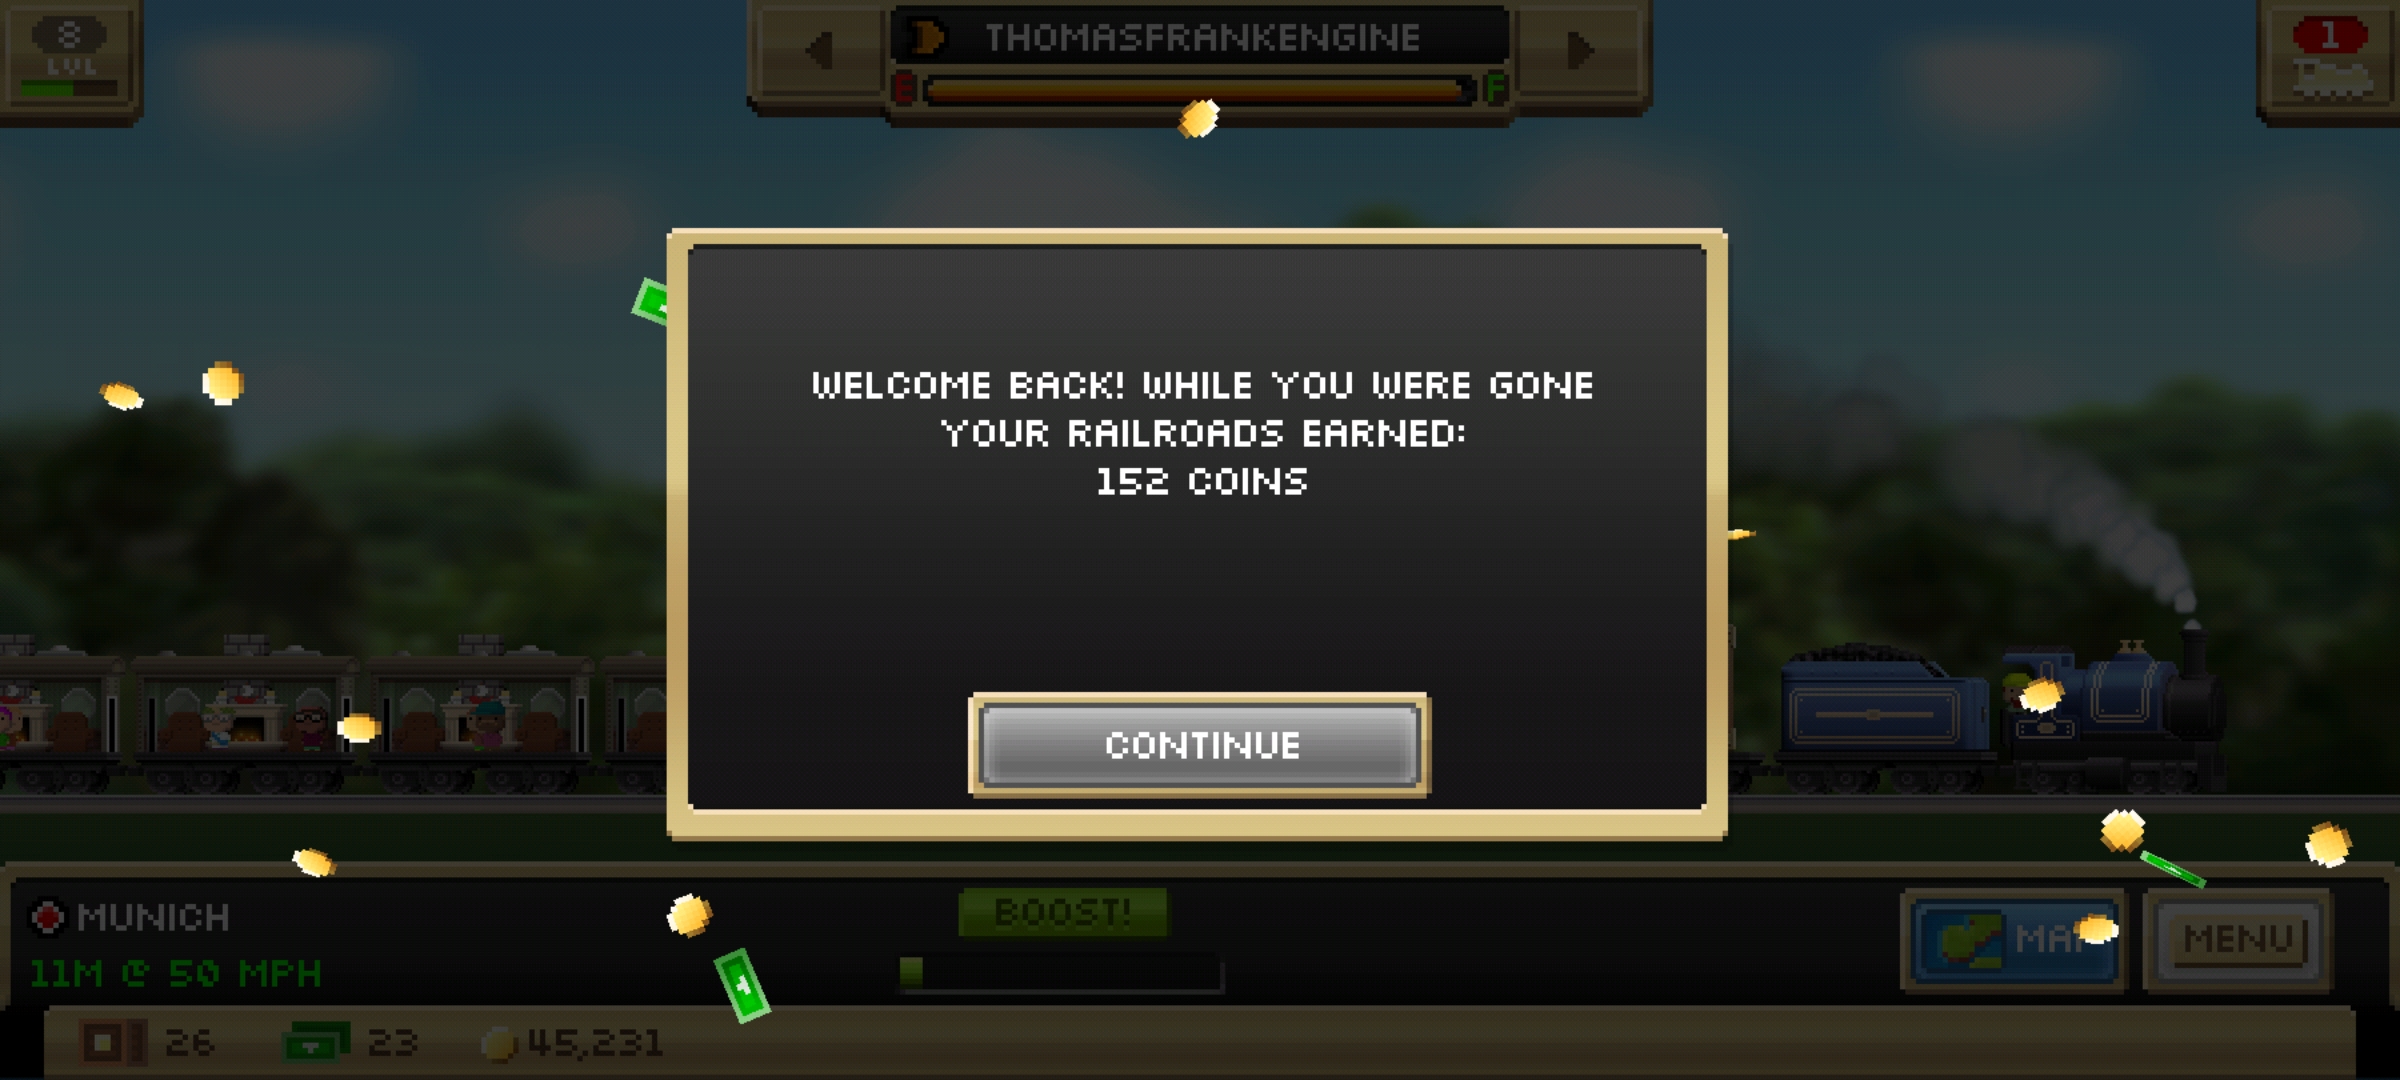 8
LVL
THOMASFRANKENGINE
E
F
1
WELCOME BACK! WHILE YOU WERE GONE
YOUR RAILROADS EARNED:
152 COINS
CONTINUE
MUNICH
11M @ 50 MPH
BOOST!
MAP
MENU
26
23
45,231